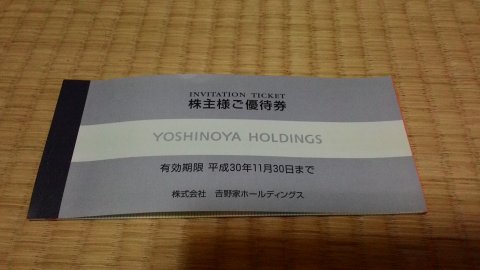 INVITATION TICKET
株主様ご優待券
YOSHINOYA HOLDINGS
有効期限 平成30年11月30日まで
株式会社 吉野家ホールディングス